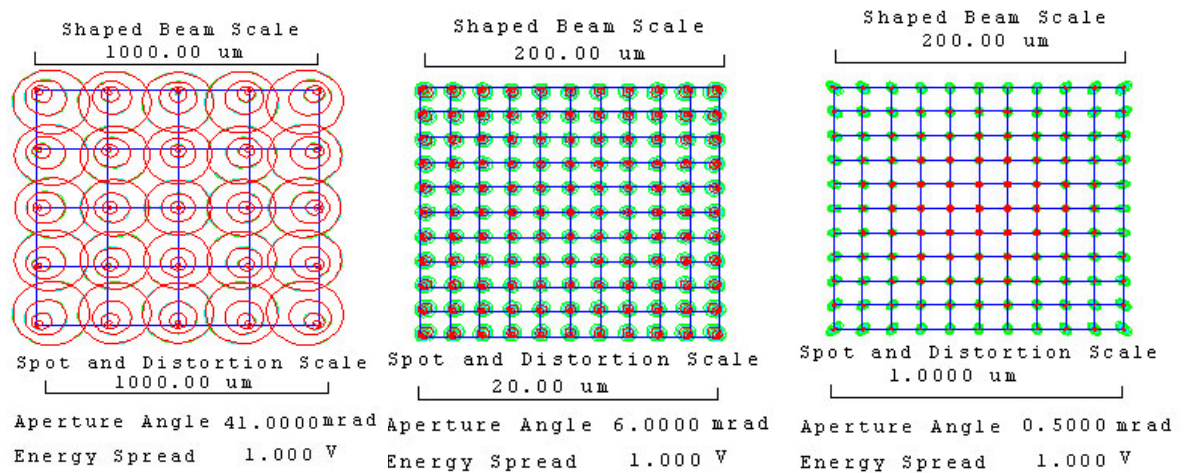 Shaped Beam Scale
1000.00 um
Spot and Distortion Scale
1000.00 um
Aperture Angle 41.0000 mrad
Energy Spread 1.000 V
Shaped Beam Scale
200.00 um
Spot and Distortion Scale
20.00 um
Aperture Angle 6.0000 mrad
Energy Spread 1.000 V
Shaped Beam Scale
200.00 um
Spot and Distortion Scale
1.0000 um
Aperture Angle 0.5000 mrad
Energy Spread 1.000 V